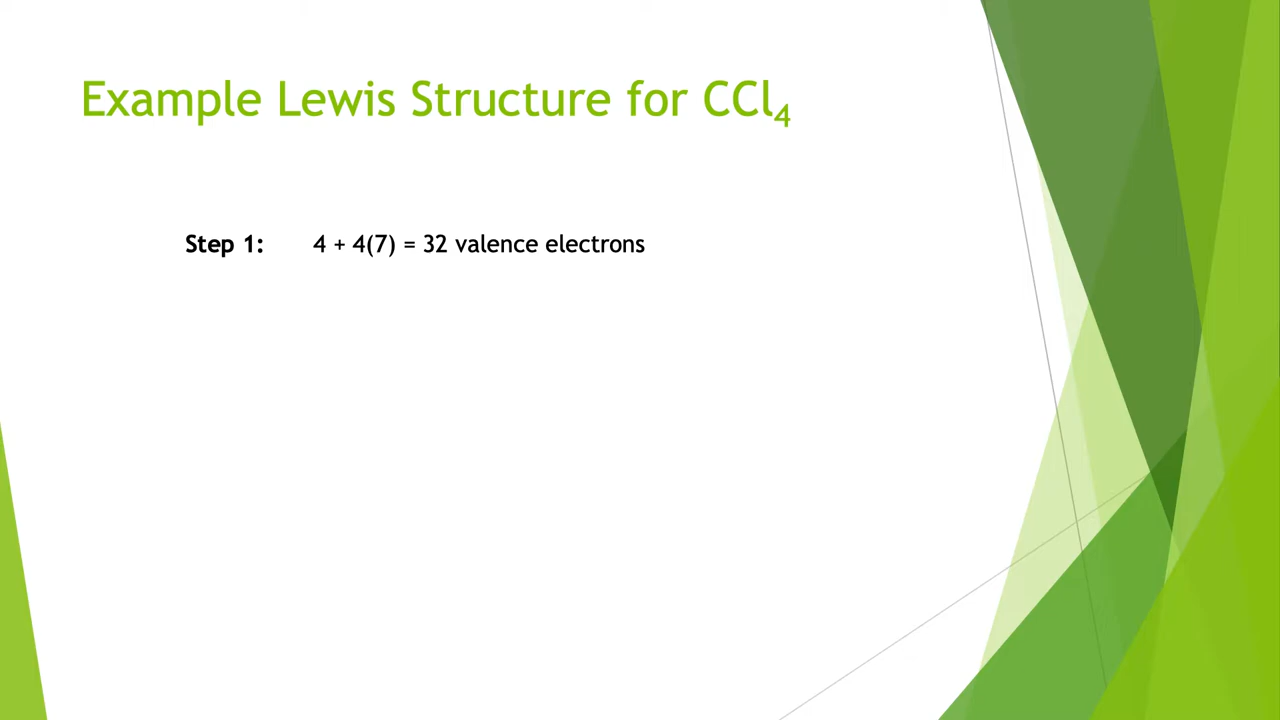 Example Lewis Structure for CCl₄
Step 1: 4 + 4(7) = 32 valence electrons